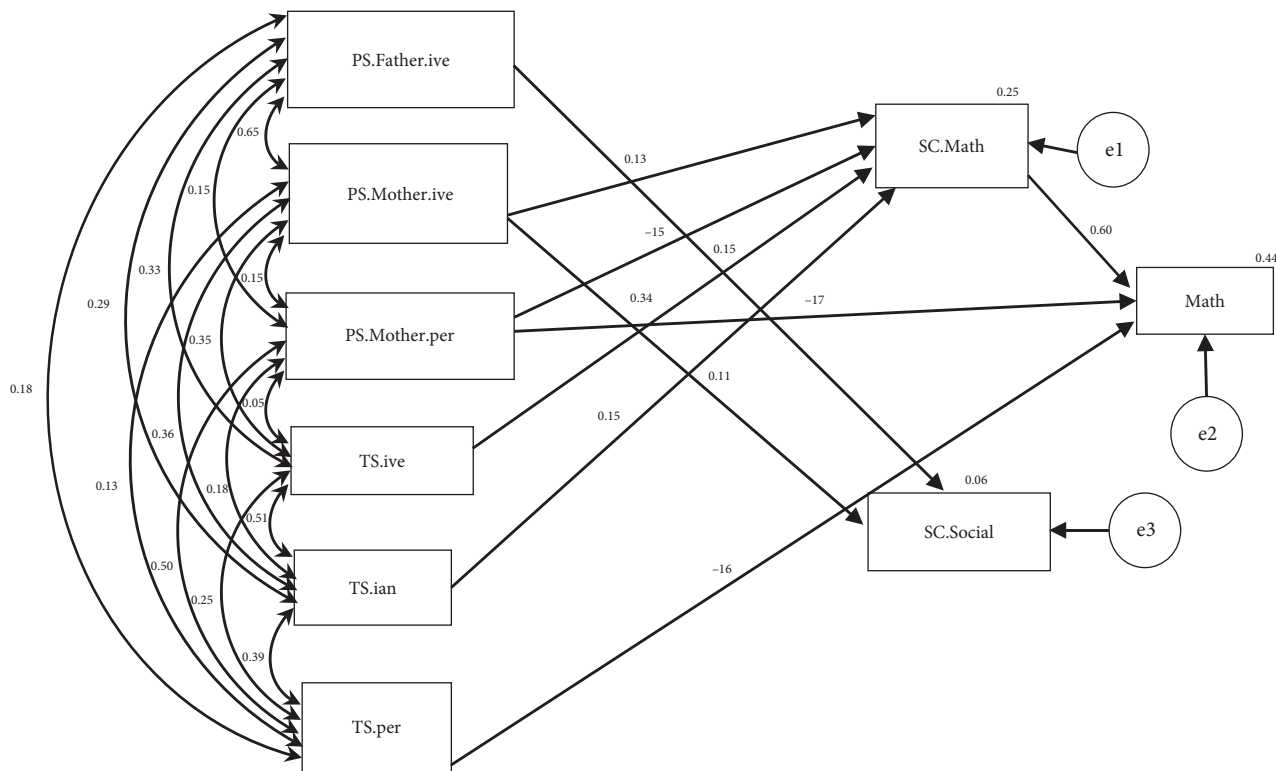 PS.Father.ive
0.25
SC.Math
e1
0.65
0.13
PS.Mother.ive
0.15
–15
0.60
0.15
0.44
0.33
0.15
0.29
0.34
–17
Math
PS.Mother.per
0.35
0.18
0.05
0.11
0.15
0.36
e2
TS.ive
0.13
0.18
0.06
0.51
SC.Social
e3
0.50
–16
TS.ian
0.25
0.39
TS.per